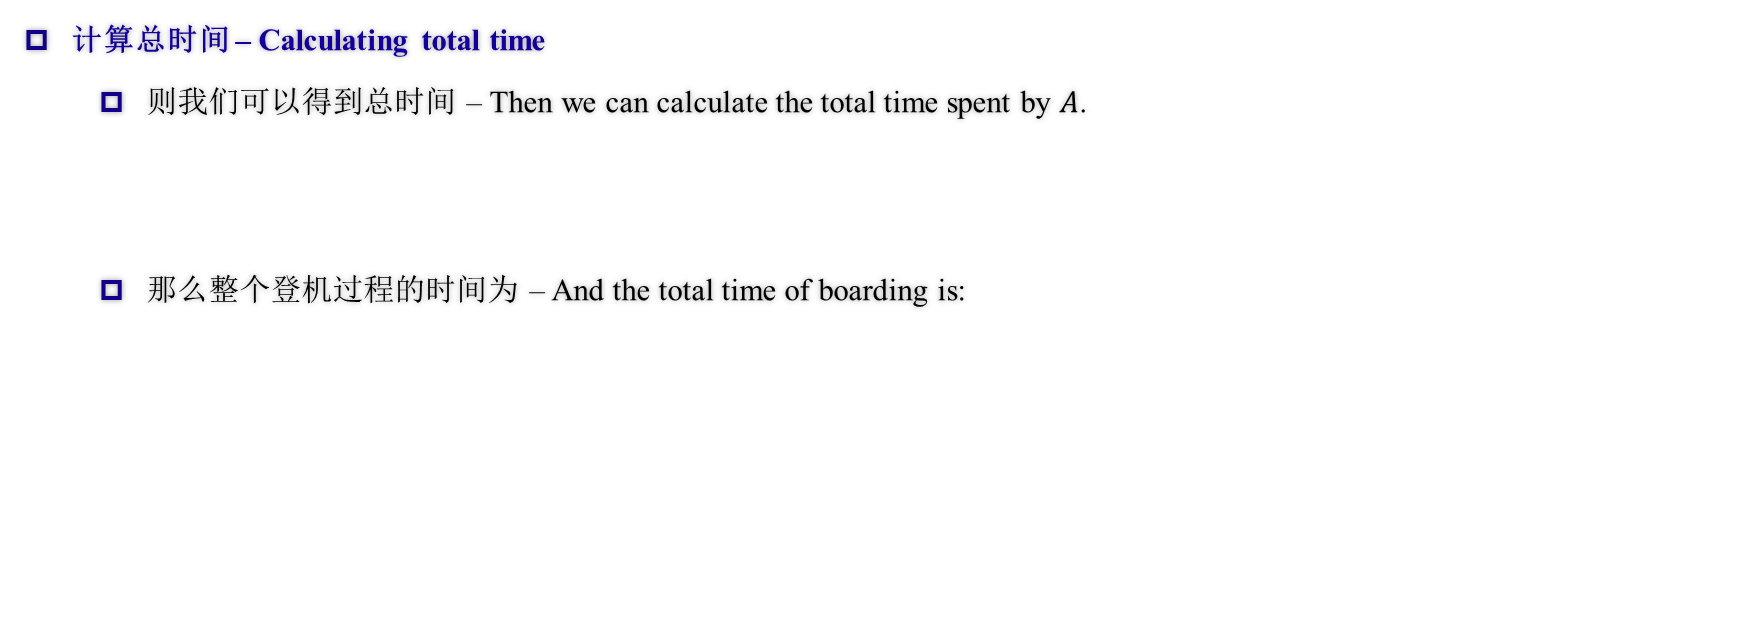 计算总时间 – Calculating total time
则我们可以得到总时间 – Then we can calculate the total time spent by A.
那么整个登机过程的时间为 – And the total time of boarding is: